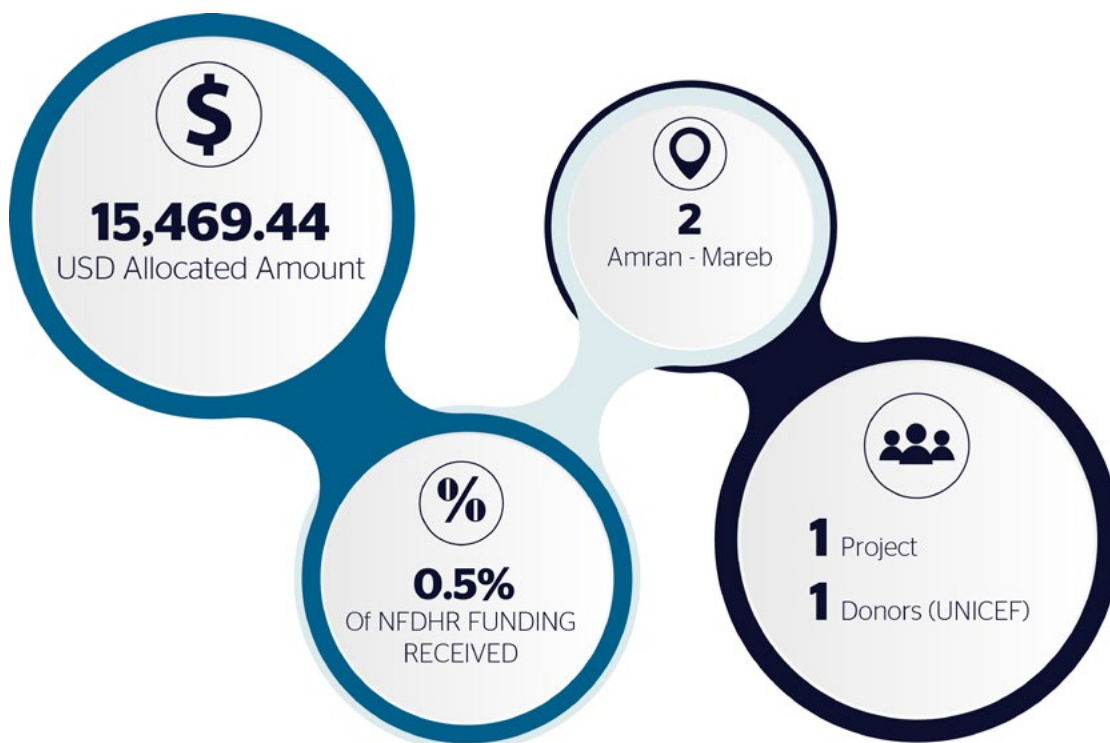 $
15,469.44
USD Allocated Amount
2
Amran - Mareb
%
0.5%
Of NFDHR FUNDING
RECEIVED
1 Project
1 Donors (UNICEF)